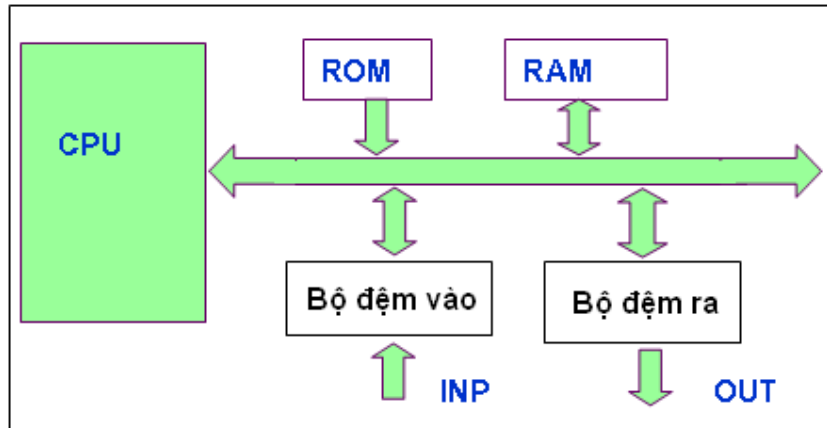 ROM
RAM
CPU
Bộ đệm vào
Bộ đệm ra
INP
OUT